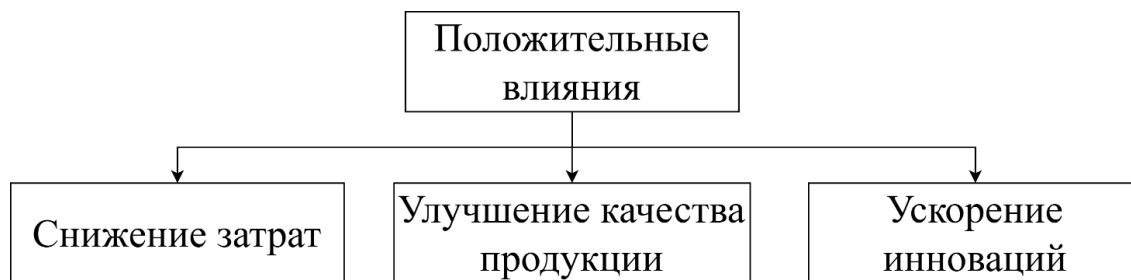 Положительные
влияния
Снижение затрат
Улучшение качества
продукции
Ускорение
инноваций